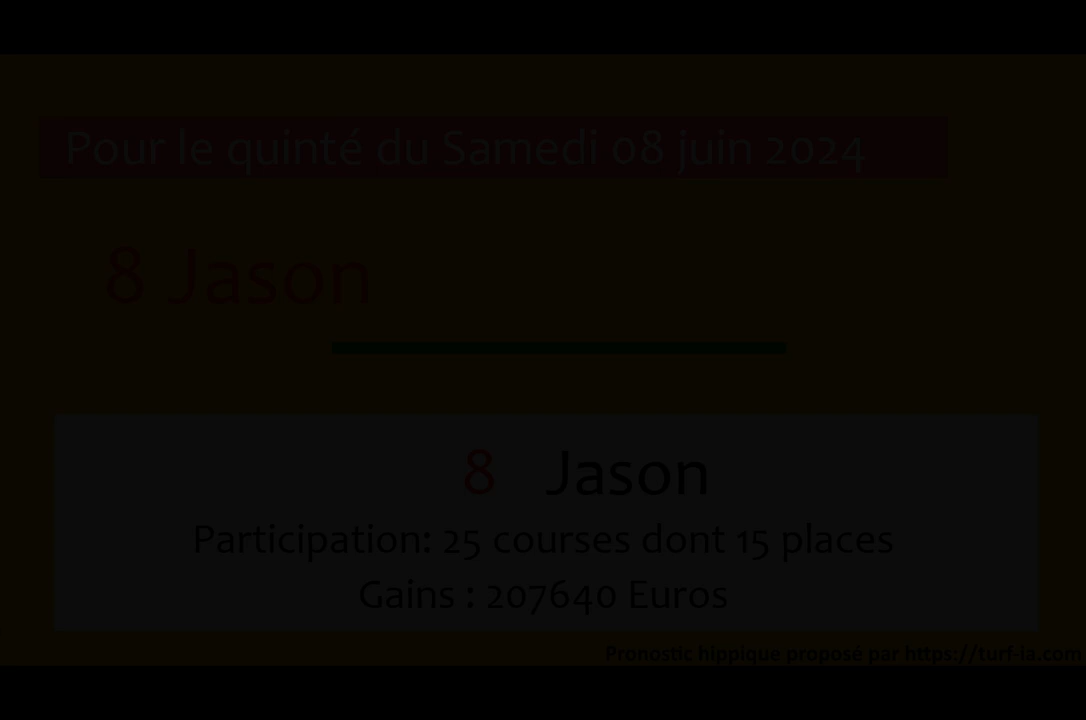 Pour le quinté du Samedi 08 juin 2024
8 Jason
8 Jason
Participation: 25 courses dont 15 places
Gains : 207640 Euros
Pronostic hippique proposé par https://turf-ia.com